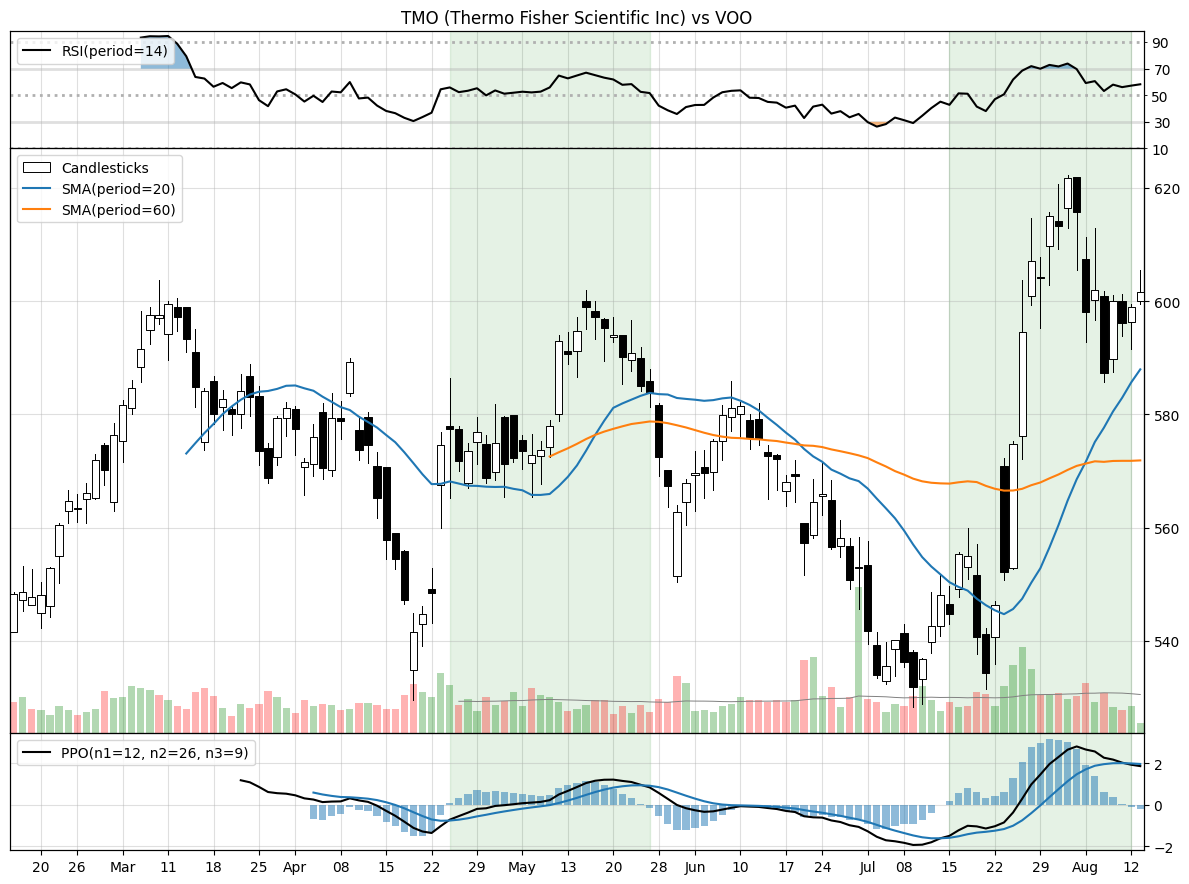 TMO (Thermo Fisher Scientific Inc) vs VOO
RSI(period=14)
90
70
50
30
10
Candlesticks
SMA(period=20)
SMA(period=60)
620
600
580
560
540
PPO(n1=12, n2=26, n3=9)
2
0
−2
20 26 Mar 11 18 25 Apr 08 15 22 29 May 13 20 28 Jun 10 17 24 Jul 08 15 22 29 Aug 12